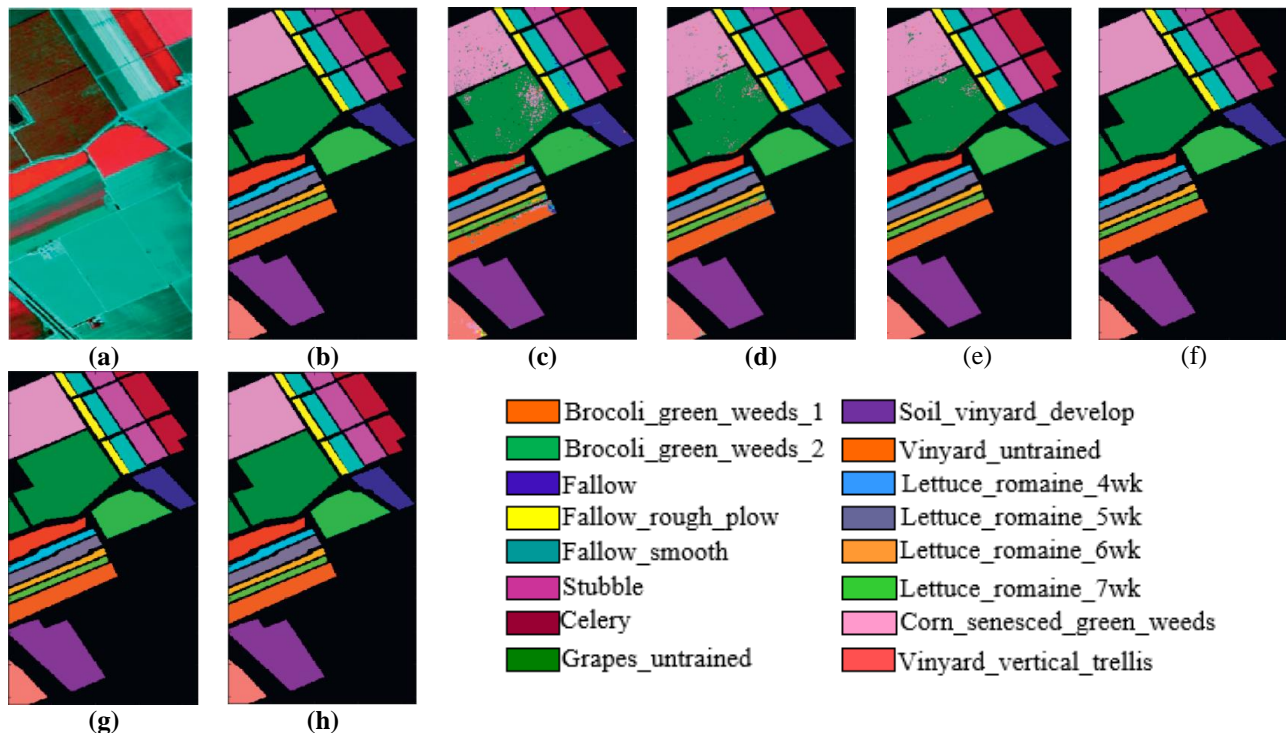 (a) (b) (c) (d) (e) (f)
Brocoli_green_weeds_1
Brocoli_green_weeds_2
Fallow
Fallow_rough_plow
Fallow_smooth
Stubble
Celery
Grapes_untrained
Soil_vinyard_develop
Vinyard_untrained
Lettuce_romaine_4wk
Lettuce_romaine_5wk
Lettuce_romaine_6wk
Lettuce_romaine_7wk
Corn_senesced_green_weeds
Vinyard_vertical_trellis
(g) (h)